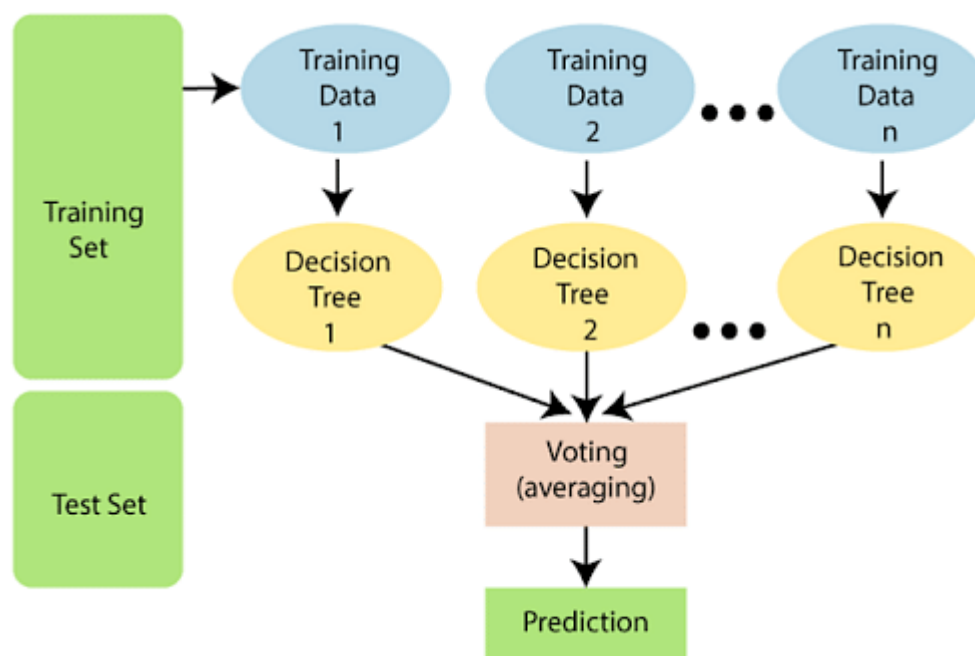 Training
Set
Training
Data
1
Training
Data
2
Training
Data
n
Decision
Tree
1
Decision
Tree
2
Decision
Tree
n
Test Set
Voting
(averaging)
Prediction